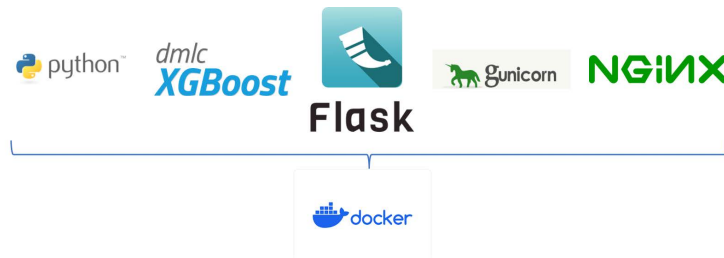 python™
dmlc
XGBoost
Flask
gunicorn
NGINX
docker